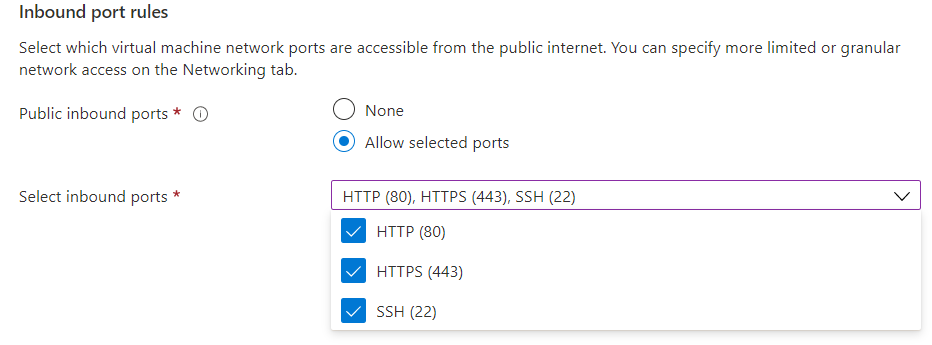 Inbound port rules
Select which virtual machine network ports are accessible from the public internet. You can specify more limited or granular
network access on the Networking tab.
Public inbound ports *
None
Allow selected ports
Select inbound ports *
HTTP (80), HTTPS (443), SSH (22)
HTTP (80)
HTTPS (443)
SSH (22)